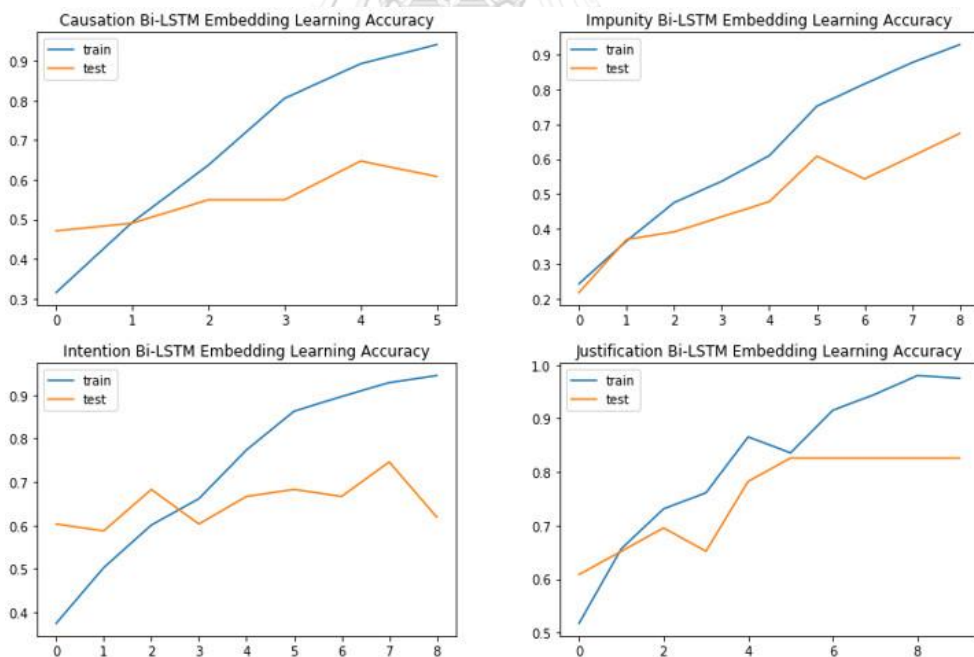 Causation Bi-LSTM Embedding Learning Accuracy
train
test
0.9
0.8
0.7
0.6
0.5
0.4
0.3
0 1 2 3 4 5
Impunity Bi-LSTM Embedding Learning Accuracy
train
test
0.9
0.8
0.7
0.6
0.5
0.4
0.3
0.2
0 1 2 3 4 5 6 7 8
Intention Bi-LSTM Embedding Learning Accuracy
train
test
0.9
0.8
0.7
0.6
0.5
0.4
0 1 2 3 4 5 6 7 8
Justification Bi-LSTM Embedding Learning Accuracy
train
test
1.0
0.9
0.8
0.7
0.6
0.5
0 2 4 6 8